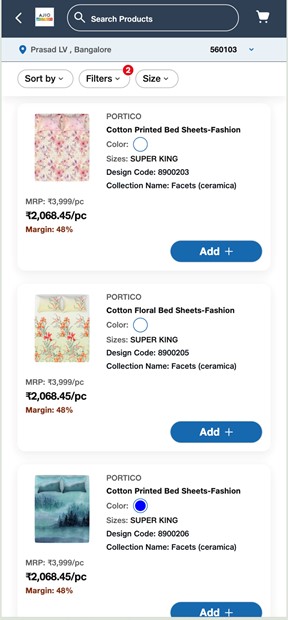 AJIO
Search Products
Prasad LV , Bangalore 560103
2
Sort by Filters Size
PORTICO
Cotton Printed Bed Sheets-Fashion
Color:
Sizes: SUPER KING
Design Code: 8900203
Collection Name: Facets (ceramica)
MRP: ₹3,999/pc
₹2,068.45/pc
Margin: 48%
Add +
PORTICO
Cotton Floral Bed Sheets-Fashion
Color:
Sizes: SUPER KING
Design Code: 8900205
Collection Name: Facets (ceramica)
MRP: ₹3,999/pc
₹2,068.45/pc
Margin: 48%
Add +
PORTICO
Cotton Printed Bed Sheets-Fashion
Color:
Sizes: SUPER KING
Design Code: 8900206
Collection Name: Facets (ceramica)
MRP: ₹3,999/pc
₹2,068.45/pc
Margin: 48%
Add +